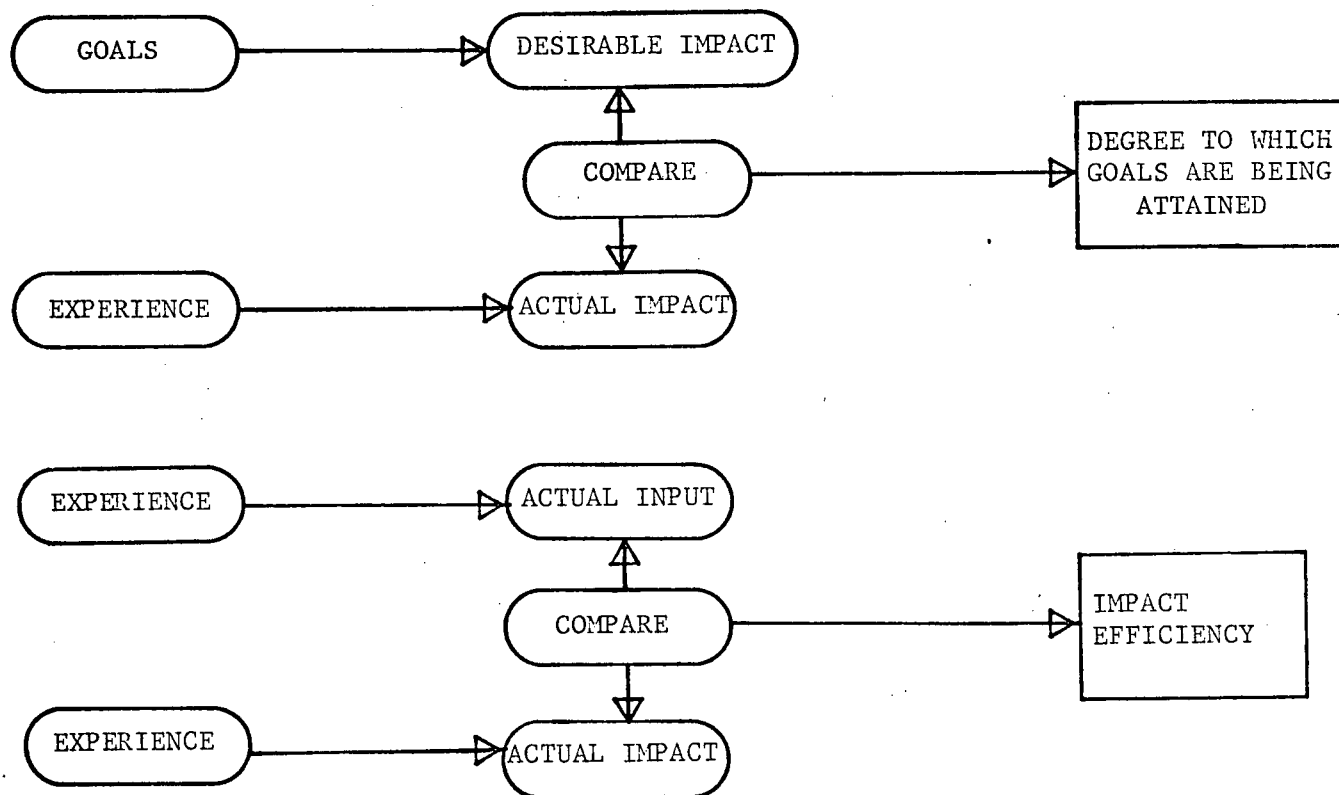 GOALS
DESIRABLE IMPACT
COMPARE
DEGREE TO WHICH
GOALS ARE BEING
ATTAINED
EXPERIENCE
ACTUAL IMPACT
EXPERIENCE
ACTUAL INPUT
COMPARE
IMPACT
EFFICIENCY
EXPERIENCE
ACTUAL IMPACT